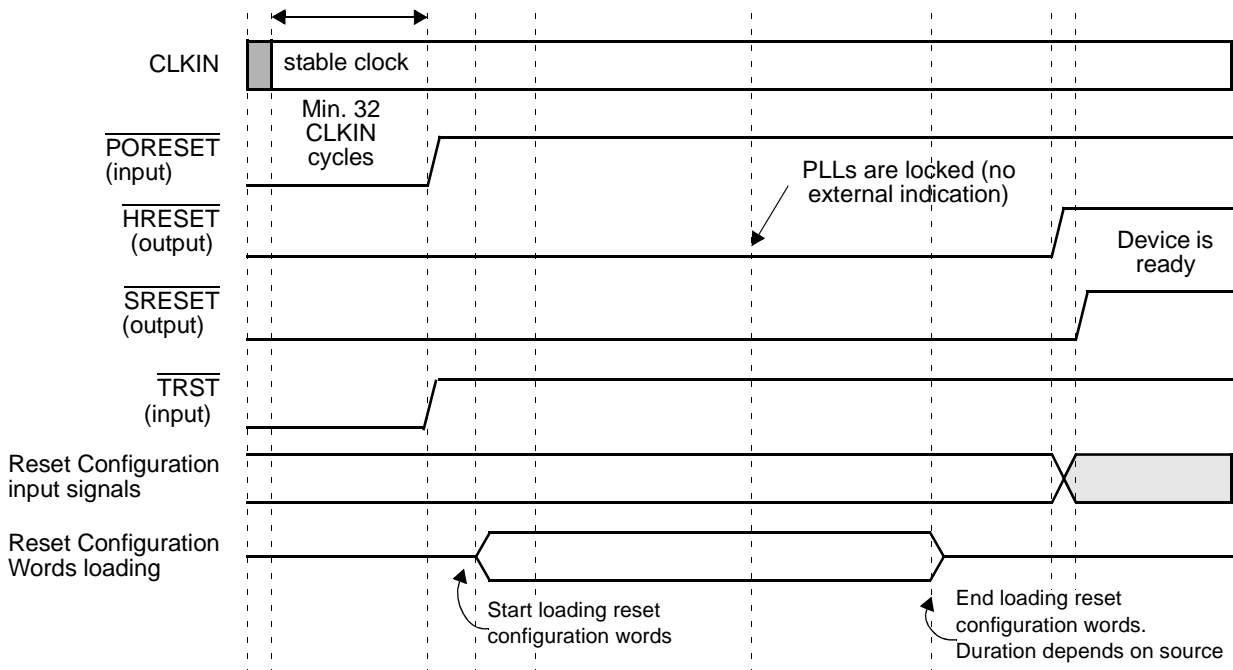 CLKIN
stable clock
Min. 32
CLKIN
cycles
PORESET
(input)
PLLs are locked (no
external indication)
HRESET
(output)
Device is
ready
SRESET
(output)
TRST
(input)
Reset Configuration
input signals
Reset Configuration
Words loading
Start loading reset
configuration words
End loading reset
configuration words.
Duration depends on source